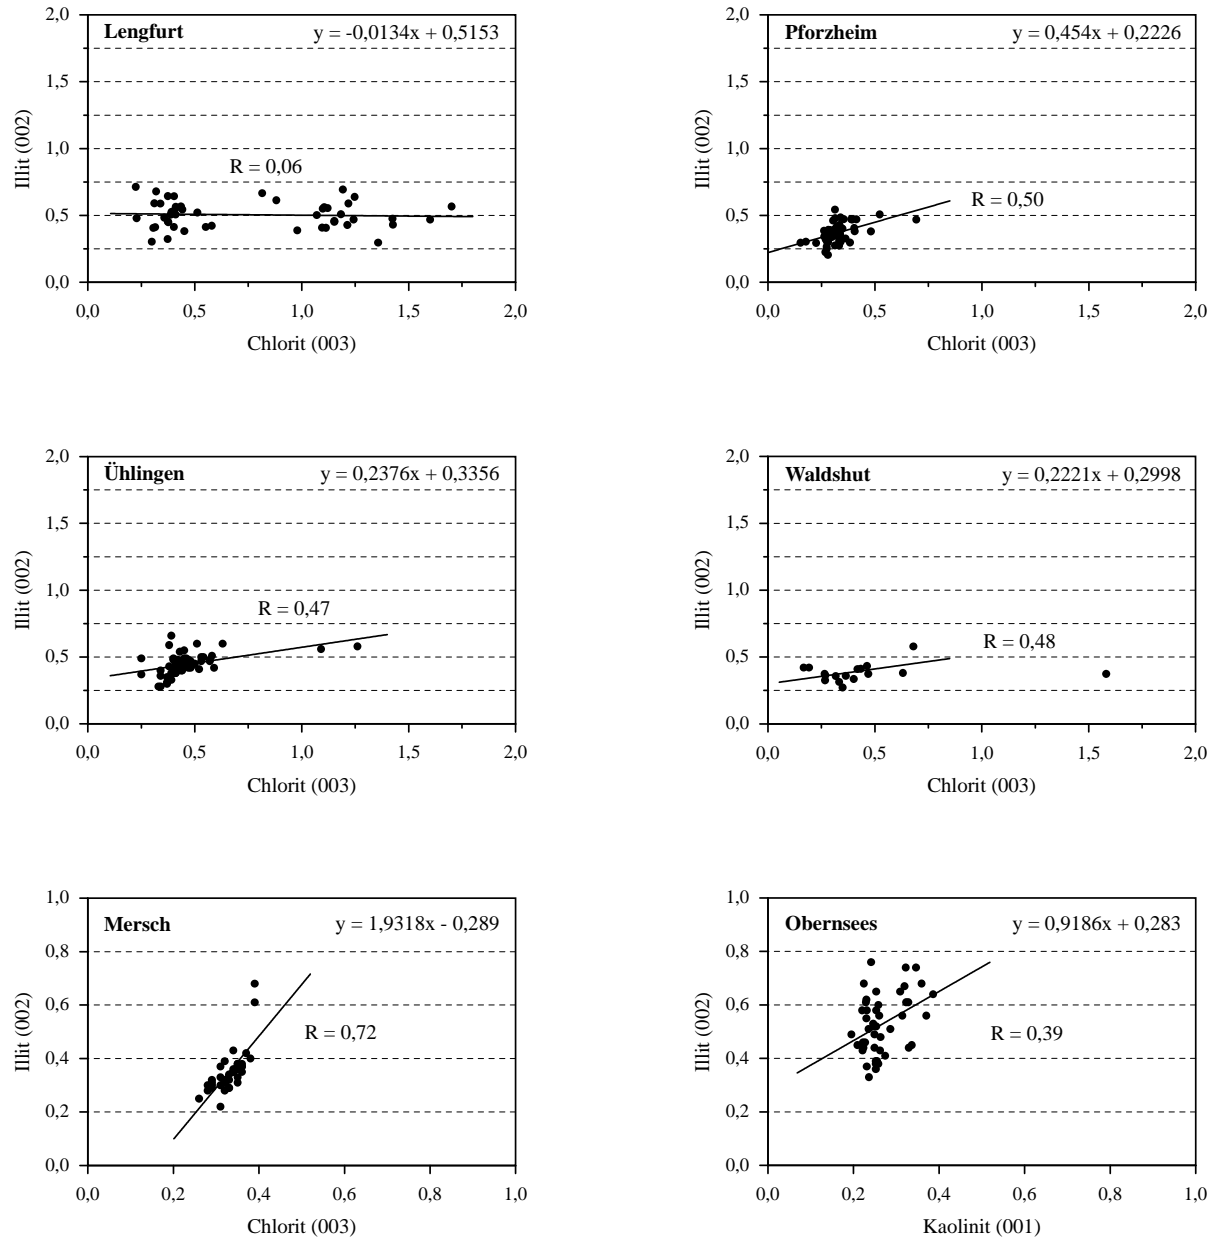 Lengfurt
y = -0,0134x + 0,5153
R = 0,06
2,0
1,5
1,0
0,5
0,0
0,0 0,5 1,0 1,5 2,0
Illit (002)
Chlorit (003)
Pforzheim
y = 0,454x + 0,2226
R = 0,50
2,0
1,5
1,0
0,5
0,0
0,0 0,5 1,0 1,5 2,0
Illit (002)
Chlorit (003)
Ühlingen
y = 0,2376x + 0,3356
R = 0,47
2,0
1,5
1,0
0,5
0,0
0,0 0,5 1,0 1,5 2,0
Illit (002)
Chlorit (003)
Waldshut
y = 0,2221x + 0,2998
R = 0,48
2,0
1,5
1,0
0,5
0,0
0,0 0,5 1,0 1,5 2,0
Illit (002)
Chlorit (003)
Mersch
y = 1,9318x - 0,289
R = 0,72
1,0
0,8
0,6
0,4
0,2
0,0
0,0 0,2 0,4 0,6 0,8 1,0
Illit (002)
Chlorit (003)
Obernsees
y = 0,9186x + 0,283
R = 0,39
1,0
0,8
0,6
0,4
0,2
0,0
0,0 0,2 0,4 0,6 0,8 1,0
Illit (002)
Kaolinit (001)